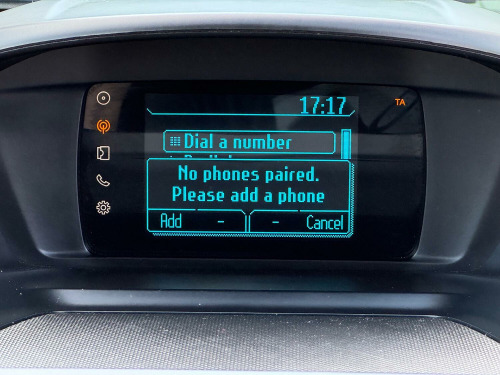 17:17
TA
Dial a number
No phones paired.
Please add a phone
Add - - Cancel